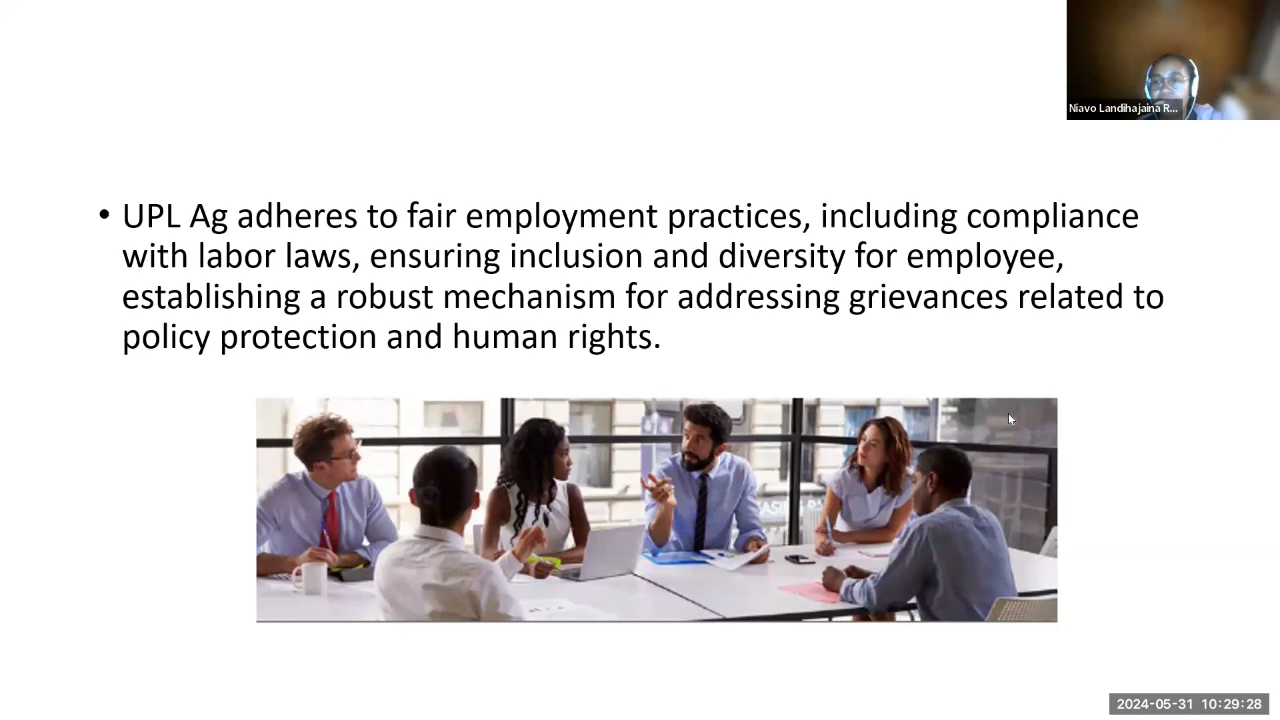 Niavo Landihajaina R...
• UPL Ag adheres to fair employment practices, including compliance
with labor laws, ensuring inclusion and diversity for employee,
establishing a robust mechanism for addressing grievances related to
policy protection and human rights.
2024-05-31 10:29:28